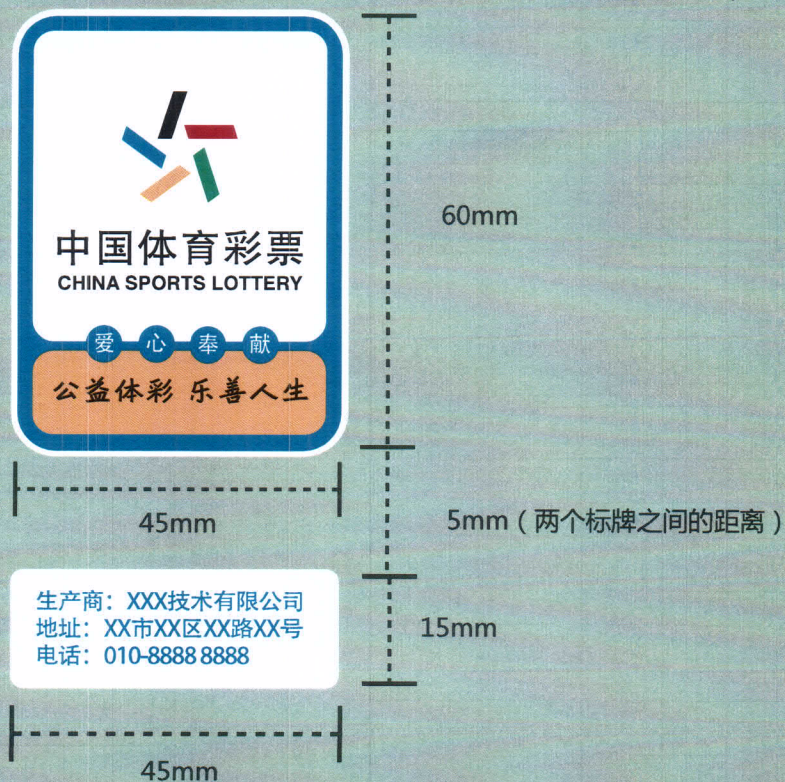 中国体育彩票
CHINA SPORTS LOTTERY
爱心奉献
公益体彩 乐善人生
60mm
45mm
5mm（两个标牌之间的距离）
生产商：XXX技术有限公司
地址：XX市XX区XX路XX号
电话：010-8888 8888
15mm
45mm